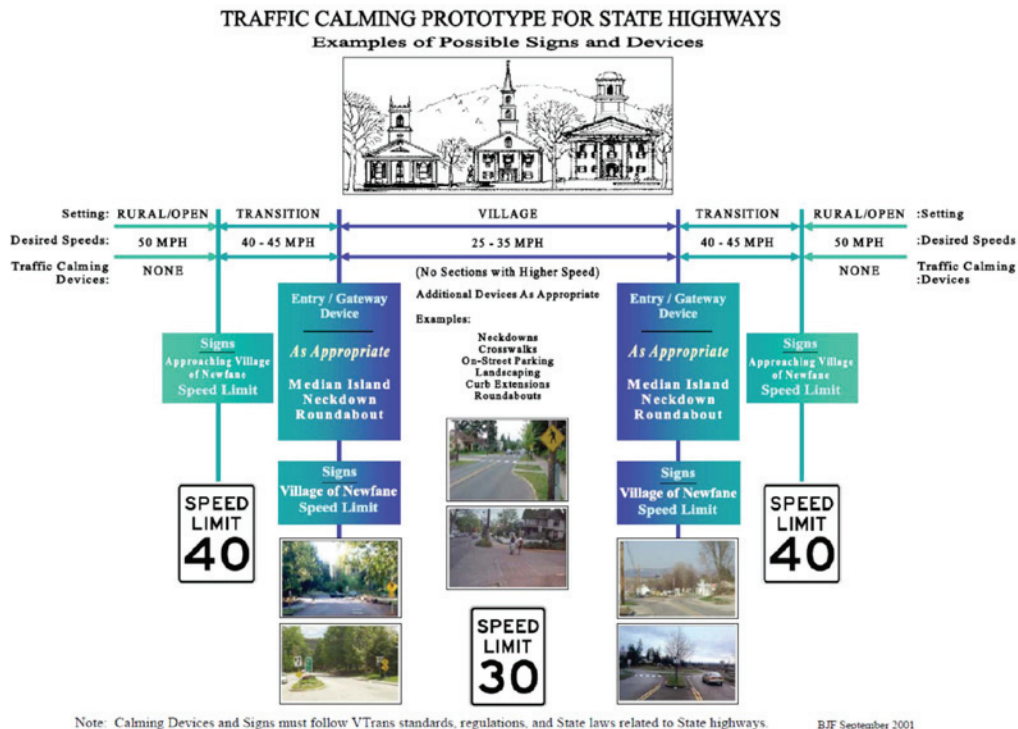 TRAFFIC CALMING PROTOTYPE FOR STATE HIGHWAYS
Examples of Possible Signs and Devices
Setting: RURAL/OPEN TRANSITION VILLAGE TRANSITION RURAL/OPEN :Setting
Desired Speeds: 50 MPH 40 - 45 MPH 25 - 35 MPH 40 - 45 MPH 50 MPH :Desired Speeds
Traffic Calming Devices: NONE NONE Traffic Calming :Devices
(No Sections with Higher Speed)
Additional Devices As Appropriate
Examples:
Neckdowns
Crosswalks
On-Street Parking
Landscaping
Curb Extensions
Roundabouts
Signs
Approaching Village
of Newfane
Speed Limit
SPEED
LIMIT
40
Entry / Gateway
Device
As Appropriate
Median Island
Neckdown
Roundabout
Signs
Village of Newfane
Speed Limit
SPEED
LIMIT
30
Entry / Gateway
Device
As Appropriate
Median Island
Neckdown
Roundabout
Signs
Village of Newfane
Speed Limit
Signs
Approaching Village
of Newfane
Speed Limit
SPEED
LIMIT
40
Note: Calming Devices and Signs must follow VTrans standards, regulations, and State laws related to State highways.
BJF September 2001